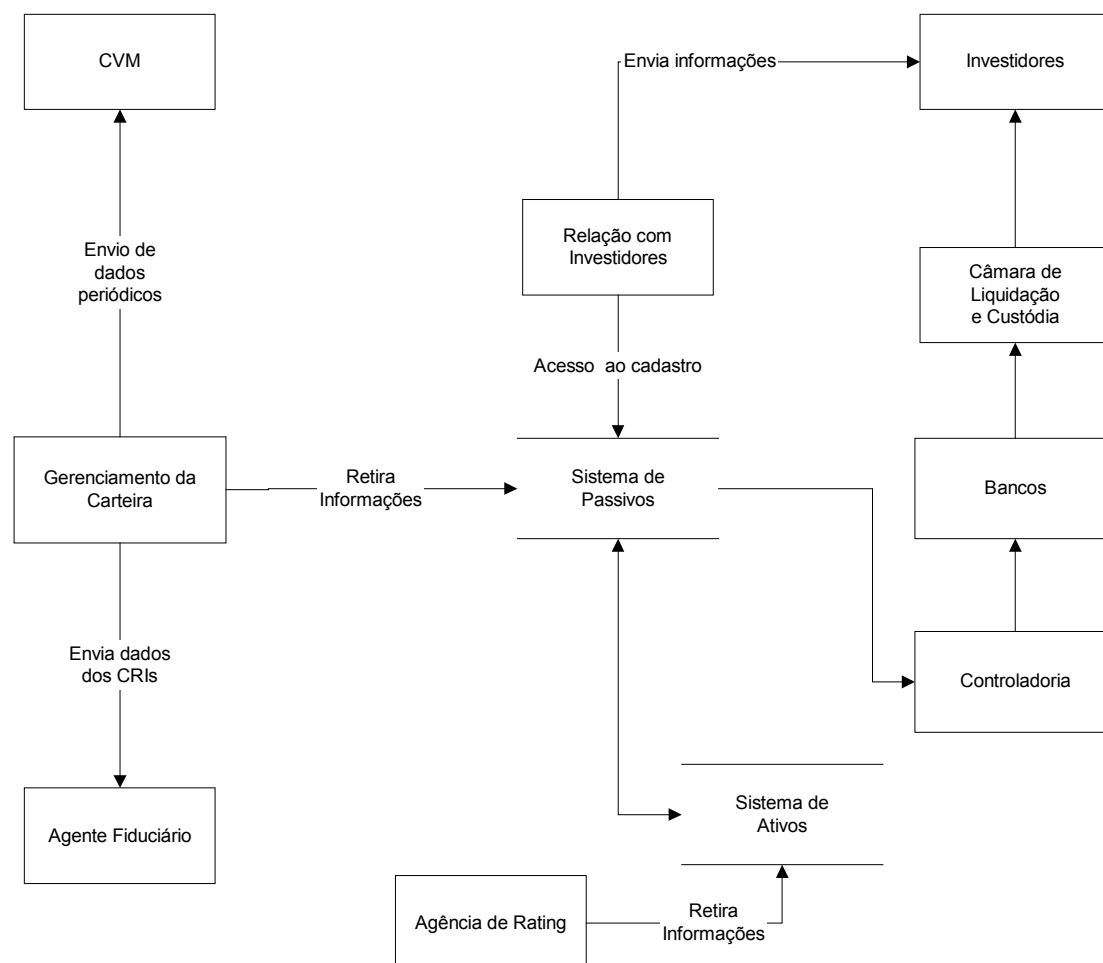 CVM
Envia informações
Investidores
Relação com
Investidores
Envio de
dados
periódicos
Câmara de
Liquidação
e Custódia
Acesso ao cadastro
Gerenciamento da
Carteira
Retira
Informações
Sistema de
Passivos
Bancos
Envia dados
dos CRIs
Controladoria
Agente Fiduciário
Sistema de
Ativos
Agência de Rating
Retira
Informações